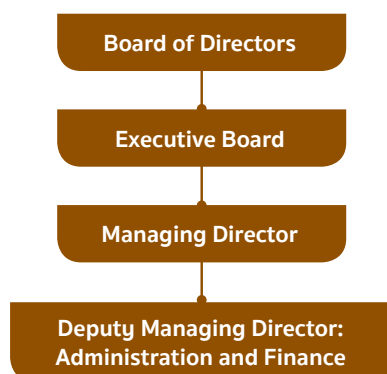 Board of Directors
Executive Board
Managing Director
Deputy Managing Director:
Administration and Finance